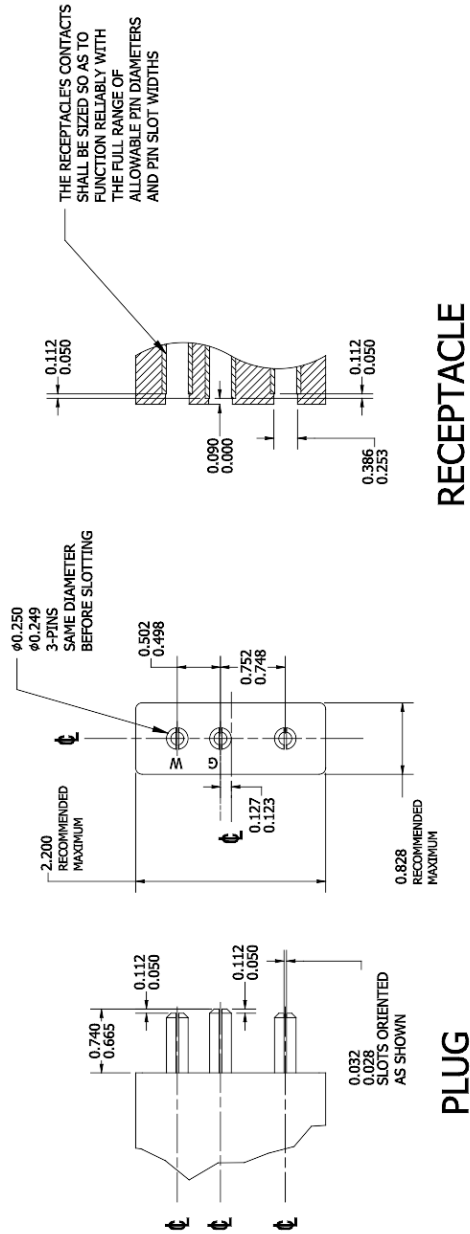 THE RECEPTACLE'S CONTACTS
SHALL BE SIZED SO AS TO
FUNCTION RELIABLY WITH
THE FULL RANGE OF
ALLOWABLE PIN DIAMETERS
AND PIN SLOT WIDTHS
0.112
0.050
0.090
0.000
0.112
0.050
0.386
0.253
RECEPTACLE
ø0.250
ø0.249
3-PINS
SAME DIAMETER
BEFORE SLOTTING
0.502
0.498
0.752
0.748
2.200
RECOMMENDED
MAXIMUM
W
G
℄
℄
0.127
0.123
0.828
RECOMMENDED
MAXIMUM
0.740
0.665
0.112
0.050
0.112
0.050
℄
℄
℄
0.032
0.028
SLOTS ORIENTED
AS SHOWN
PLUG